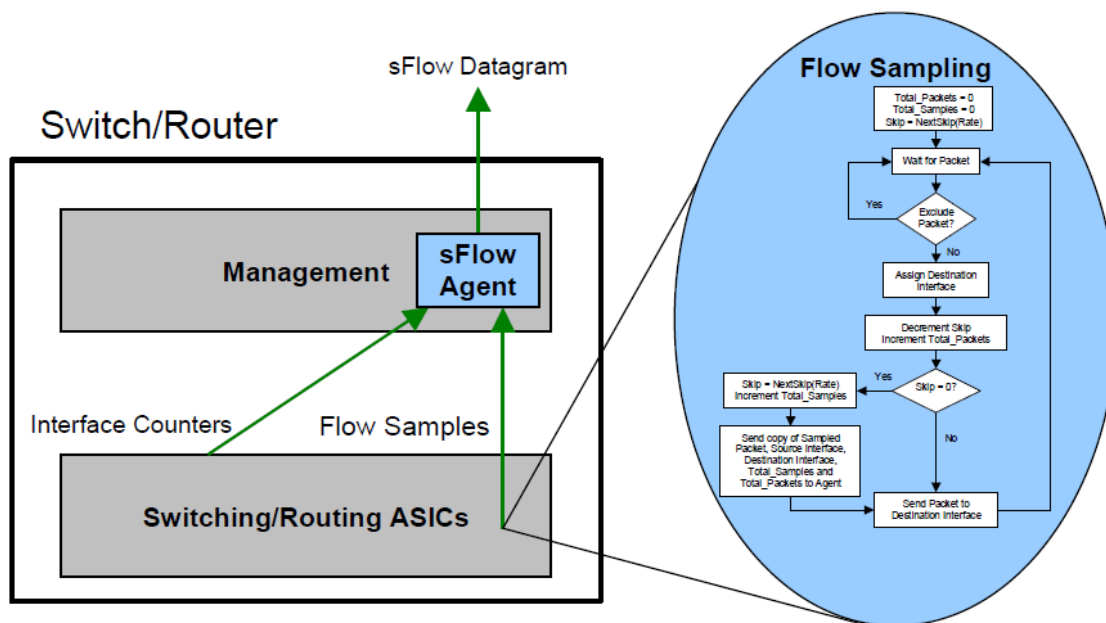 sFlow Datagram
Switch/Router
Management
sFlow
Agent
Interface Counters
Flow Samples
Switching/Routing ASICs
Flow Sampling
Total_Packets = 0
Total_Samples = 0
Skip = NextSkip(Rate)
Wait for Packet
Yes
Exclude
Packet?
No
Assign Destination
Interface
Decrement Skip
Increment Total_Packets
Skip = 0?
Yes
Skip = NextSkip(Rate)
Increment Total_Samples
Send copy of Sampled
Packet, Source Interface,
Destination Interface,
Total_Samples and
Total_Packets to Agent
No
Send Packet to
Destination Interface